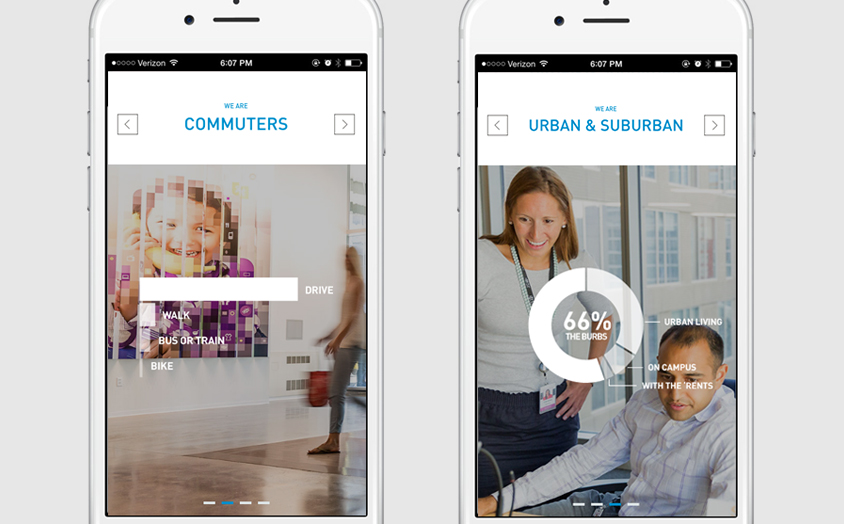 Verizon 6:07 PM
WE ARE
COMMUTERS
DRIVE
WALK
BUS OR TRAIN
BIKE
Verizon 6:07 PM
WE ARE
URBAN & SUBURBAN
66%
THE BURBS
URBAN LIVING
ON CAMPUS
WITH THE 'RENTS